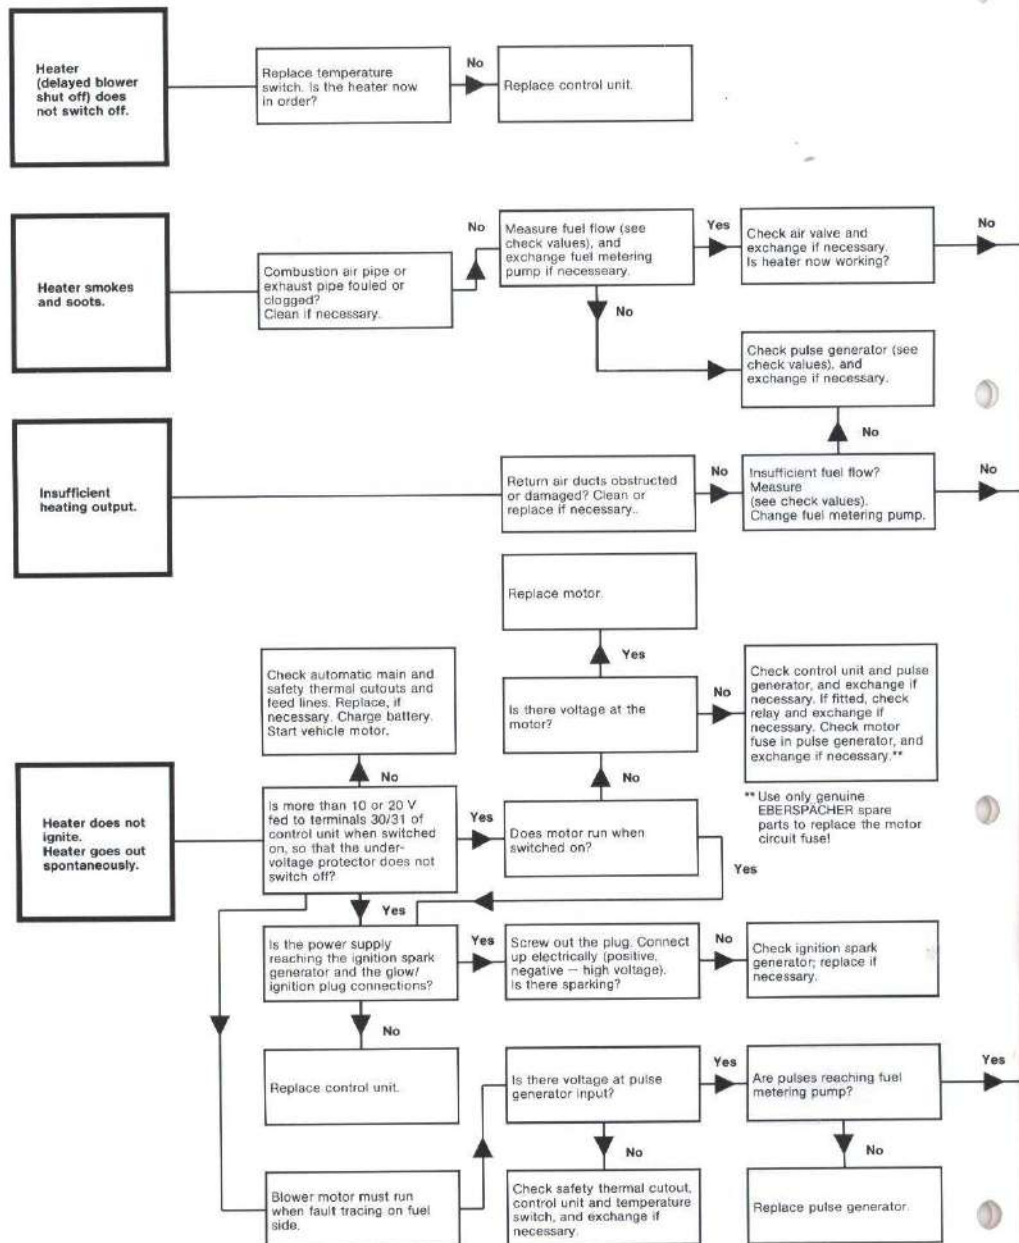 Heater
(delayed blower
shut off) does
not switch off.
Replace temperature
switch. Is the heater now
in order?
No
Replace control unit.
Heater smokes
and soots.
Combustion air pipe or
exhaust pipe fouled or
clogged?
Clean if necessary.
No
Measure fuel flow (see
check values), and
exchange fuel metering
pump if necesseary.
Yes
Check air valve and
exchange if necessary.
Is heater now working?
No
No
Check pulse generator (see
check values), and
exchange if necessary.
No
Insufficient
heating output.
Return air ducts obstructed
or damaged? Clean or
replace if necessary..
No
Insufficient fuel flow?
Measure
(see check values).
Change fuel metering pump.
No
Replace motor.
Yes
Check automatic main and
safety thermal cutouts and
feed lines. Replace, if
necessary. Charge battery.
Start vehicle motor.
Is there voltage at the
motor?
No
Check control unit and pulse
generator, and exchange if
necessary. If fitted, check
relay and exchange if
necessary. Check motor
fuse in pulse generator, and
exchange if necessary.**
No
No
** Use only genuine
EBERSPACHER spare
parts to replace the motor
circuit fuse!
Heater does not
ignite.
Heater goes out
spontaneously.
Is more than 10 or 20 V
fed to terminals 30/31 of
control unit when switched
on, so that the under-
voltage protector does not
switch off?
Yes
Does motor run when
switched on?
Yes
Yes
Is the power supply
reaching the ignition spark
generator and the glow/
ignition plug connections?
Yes
Screw out the plug. Connect
up electrically (positive,
negative — high voltage).
Is there sparking?
No
Check ignition spark
generator; replace if
necessary.
No
Replace control unit.
Is there voltage at pulse
generator input?
Yes
Are pulses reaching fuel
metering pump?
Yes
No
No
Blower motor must run
when fault tracing on fuel
side.
Check safety thermal cutout,
control unit and temperature
switch, and exchange if
necessary.
Replace pulse generator.